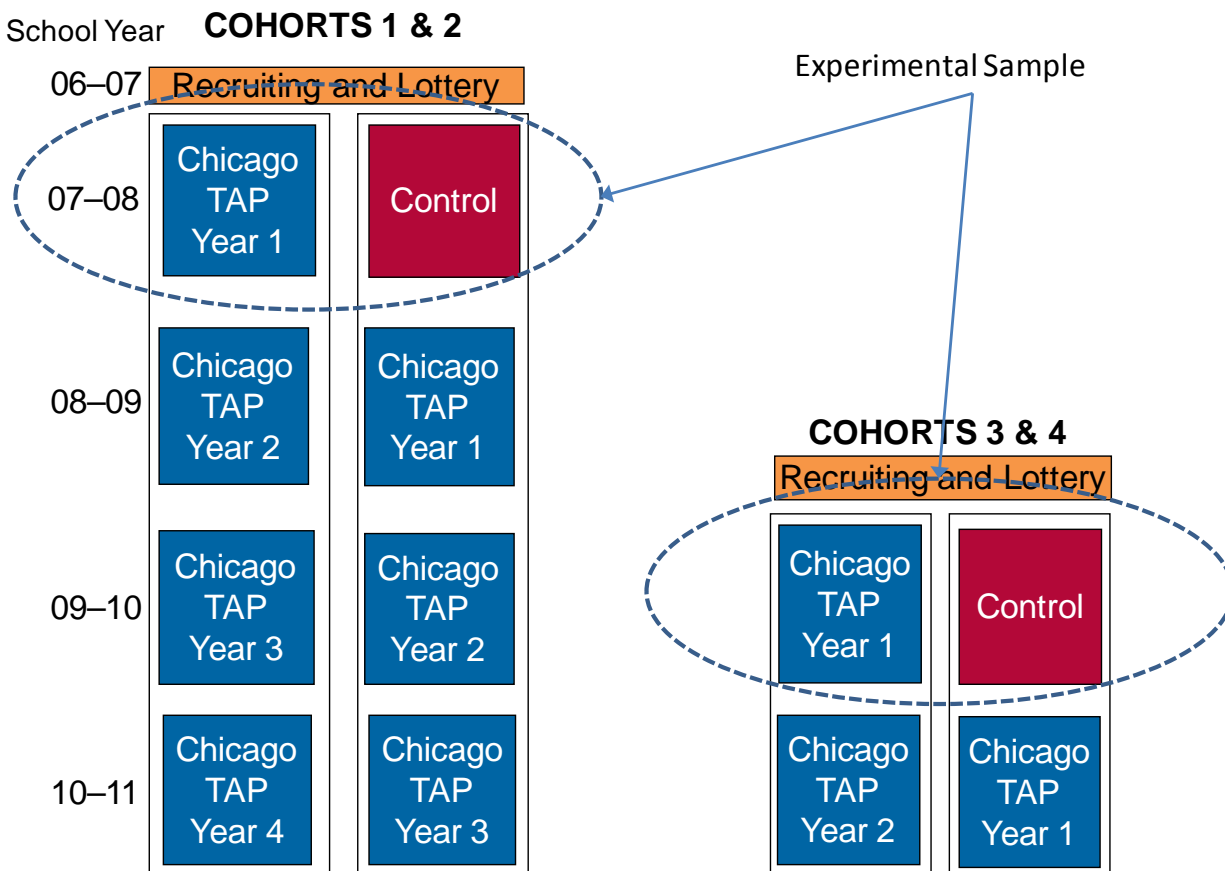 School Year
COHORTS 1 & 2
06–07
Recruiting and Lottery
Experimental Sample
07–08
Chicago
TAP
Year 1
Control
08–09
Chicago
TAP
Year 2
Chicago
TAP
Year 1
COHORTS 3 & 4
Recruiting and Lottery
09–10
Chicago
TAP
Year 3
Chicago
TAP
Year 2
Chicago
TAP
Year 1
Control
10–11
Chicago
TAP
Year 4
Chicago
TAP
Year 3
Chicago
TAP
Year 2
Chicago
TAP
Year 1